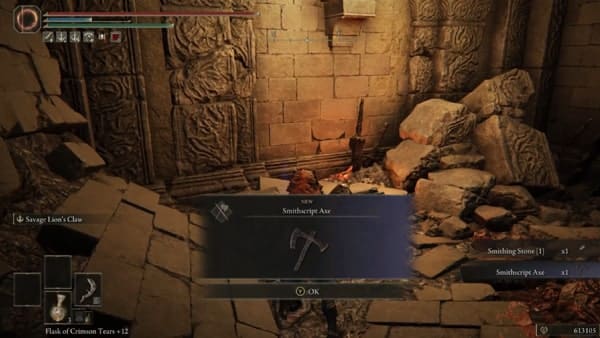 NEW
Smithscript Axe
Savage Lion's Claw
Smithing Stone [1] x1
Smithscript Axe x1
Y:OK
Flask of Crimson Tears +12
613105